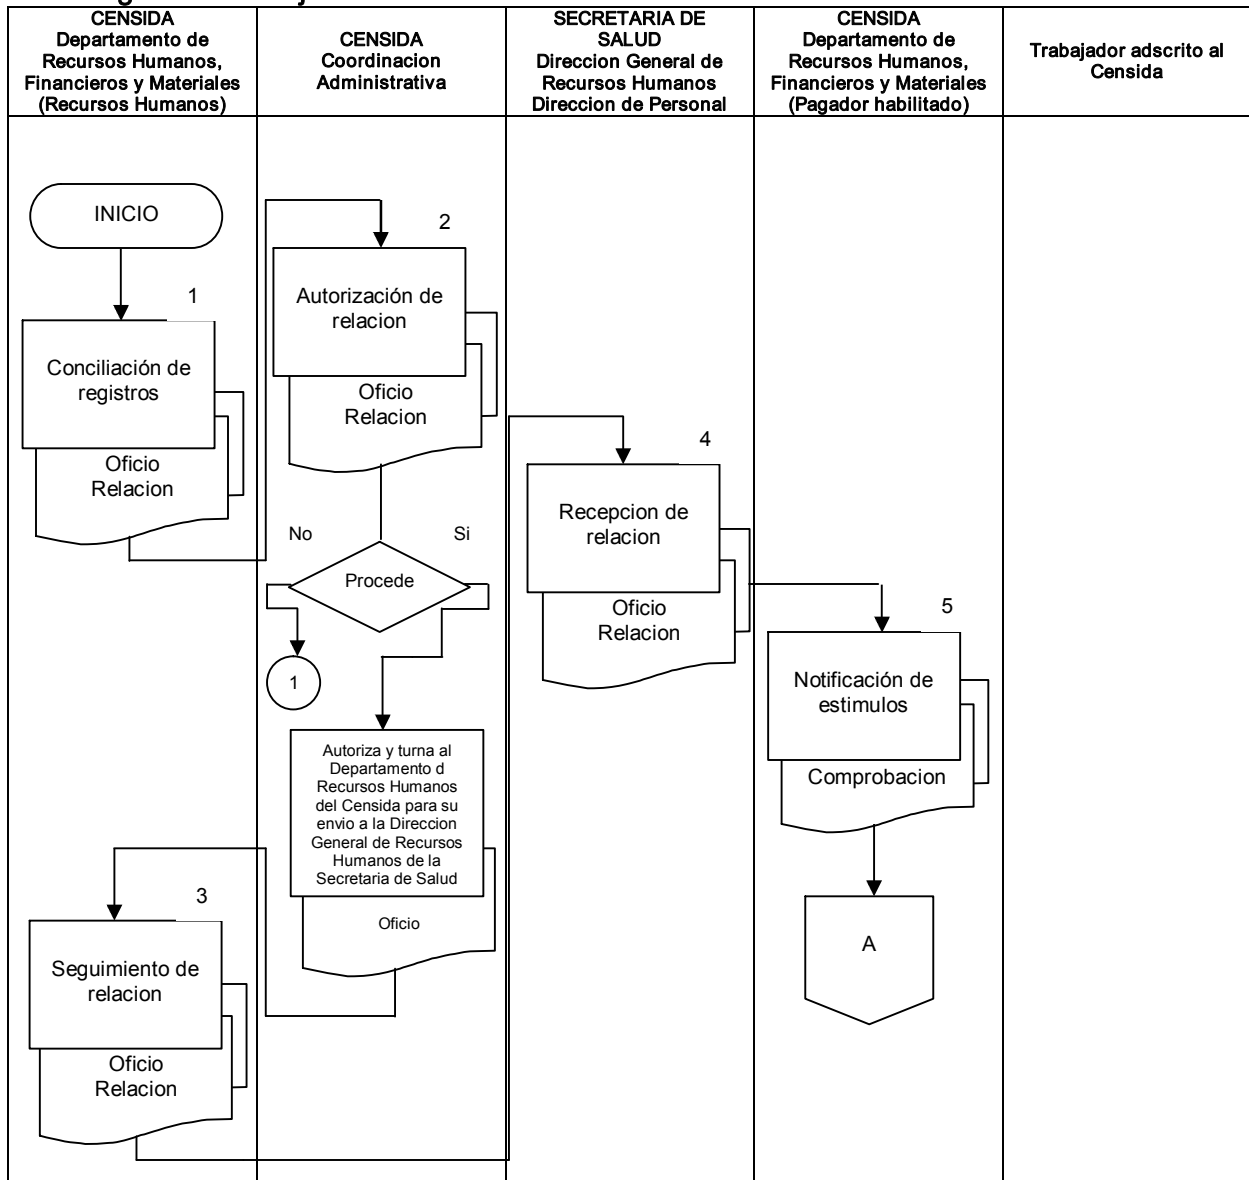 CENSIDA
Departamento de
Recursos Humanos,
Financieros y Materiales
(Recursos Humanos)
CENSIDA
Coordinacion
Administrativa
SECRETARIA DE
SALUD
Direccion General de
Recursos Humanos
Direccion de Personal
CENSIDA
Departamento de
Recursos Humanos,
Financieros y Materiales
(Pagador habilitado)
Trabajador adscrito al
Censida
INICIO
1
Conciliación de
registros
Oficio
Relacion
2
Autorización de
relacion
Oficio
Relacion
No
Si
Procede
1
Autoriza y turna al
Departamento d
Recursos Humanos
del Censida para su
envio a la Direccion
General de Recursos
Humanos de la
Secretaria de Salud
Oficio
3
Seguimiento de
relacion
Oficio
Relacion
4
Recepcion de
relacion
Oficio
Relacion
5
Notificación de
estimulos
Comprobacion
A